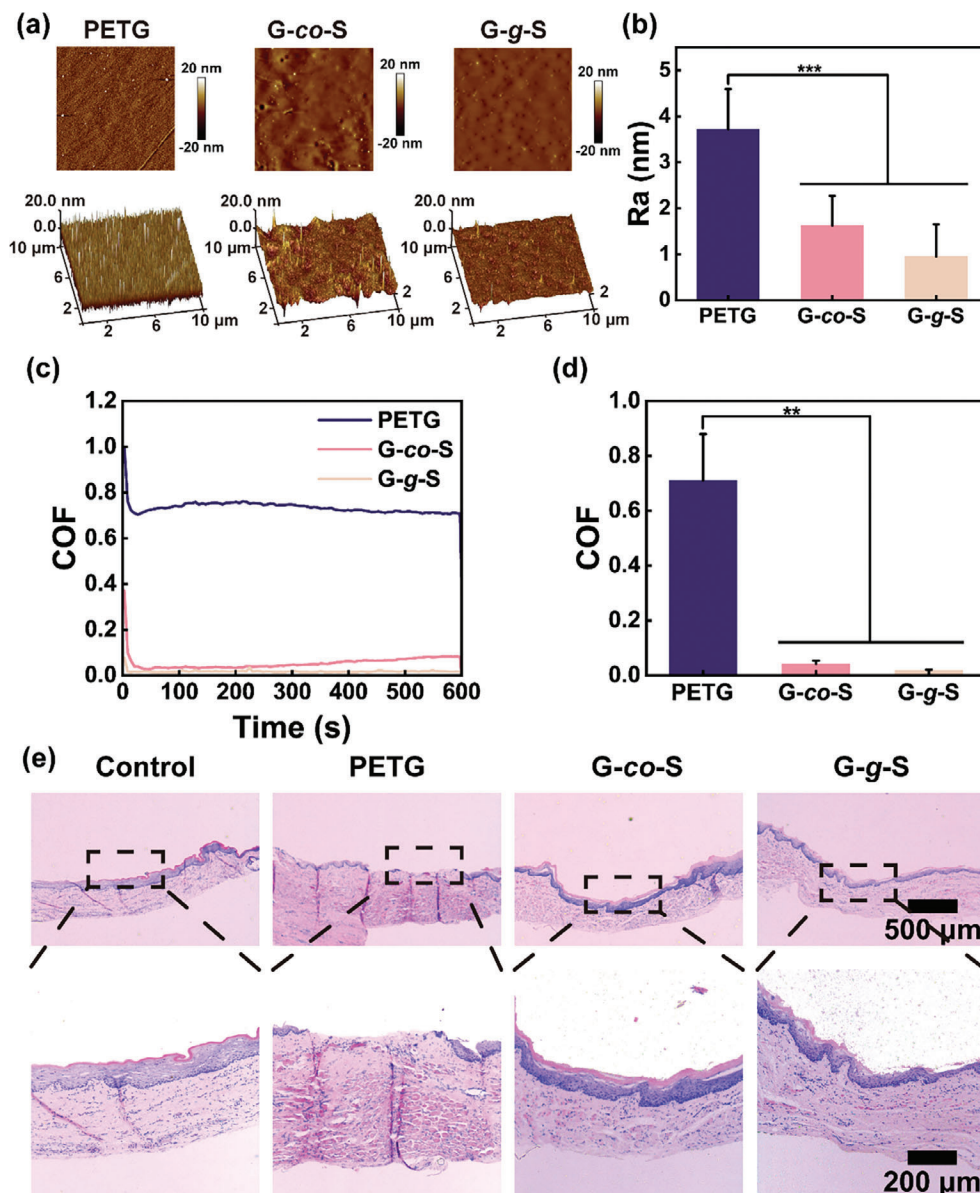 (a)
PETG
G-co-S
G-g-S
20 nm
-20 nm
20 nm
-20 nm
20 nm
-20 nm
20.0 nm
0.0
10 μm
6
2
2
6
10 μm
20.0 nm
0.0
10 μm
6
2
2
2
6
10 μm
20.0 nm
0.0
10 μm
6
2
2
2
6
10 μm
(b)
Ra (nm)
5
4
3
2
1
0
***
PETG
G-co-S
G-g-S
(c)
COF
1.2
1.0
0.8
0.6
0.4
0.2
0.0
PETG
G-co-S
G-g-S
0
100
200
300
400
500
600
Time (s)
(d)
COF
1.0
0.8
0.6
0.4
0.2
0.0
**
PETG
G-co-S
G-g-S
(e)
Control
PETG
G-co-S
G-g-S
500 μm
200 μm